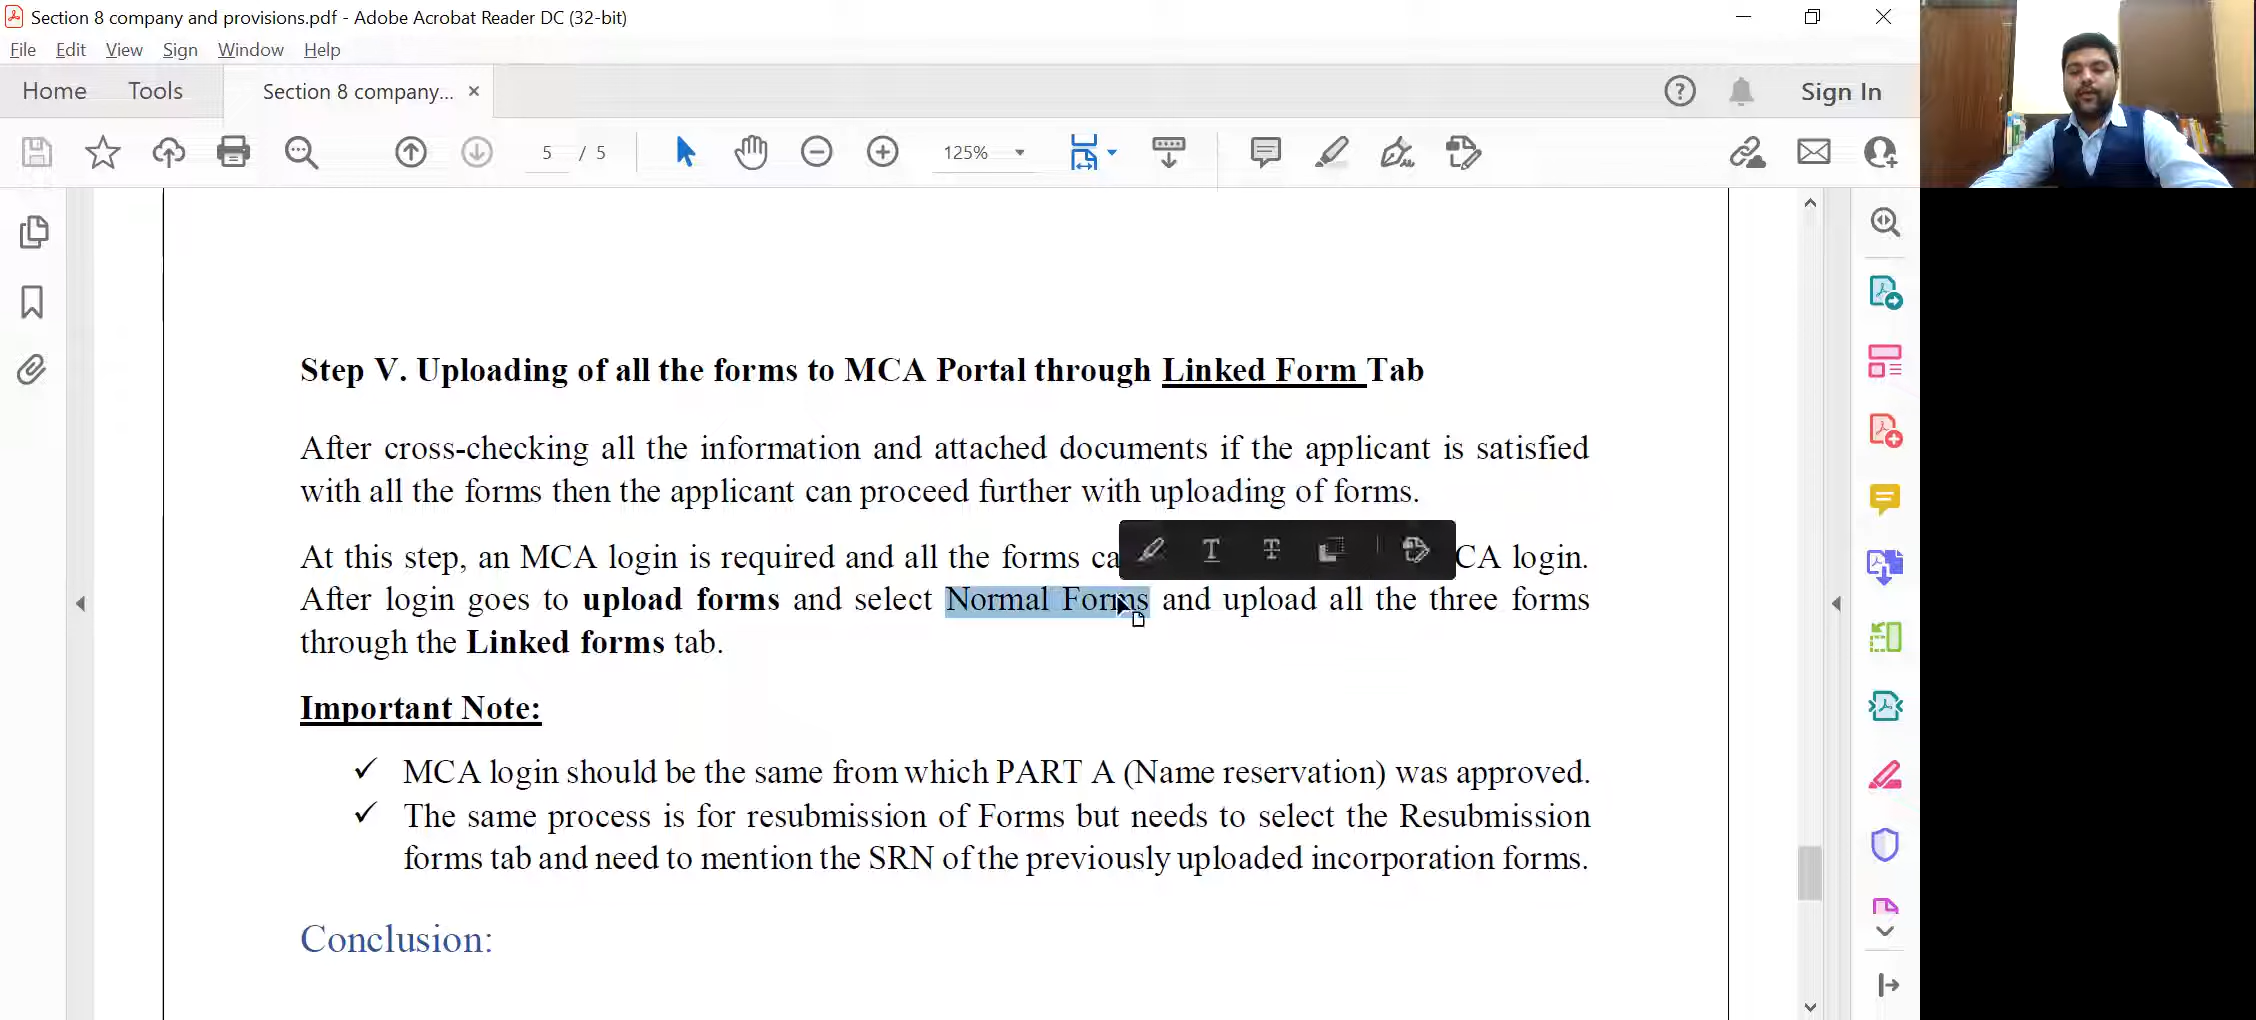 Section 8 company and provisions.pdf - Adobe Acrobat Reader DC (32-bit)
File Edit View Sign Window Help
Home Tools Section 8 company... × Sign In
5 / 5 125%
Step V. Uploading of all the forms to MCA Portal through Linked Form Tab
After cross-checking all the information and attached documents if the applicant is satisfied
with all the forms then the applicant can proceed further with uploading of forms.
At this step, an MCA login is required and all the forms ca CA login.
After login goes to upload forms and select Normal Forms and upload all the three forms
through the Linked forms tab.
Important Note:
✓ MCA login should be the same from which PART A (Name reservation) was approved.
✓ The same process is for resubmission of Forms but needs to select the Resubmission
forms tab and need to mention the SRN of the previously uploaded incorporation forms.
Conclusion: